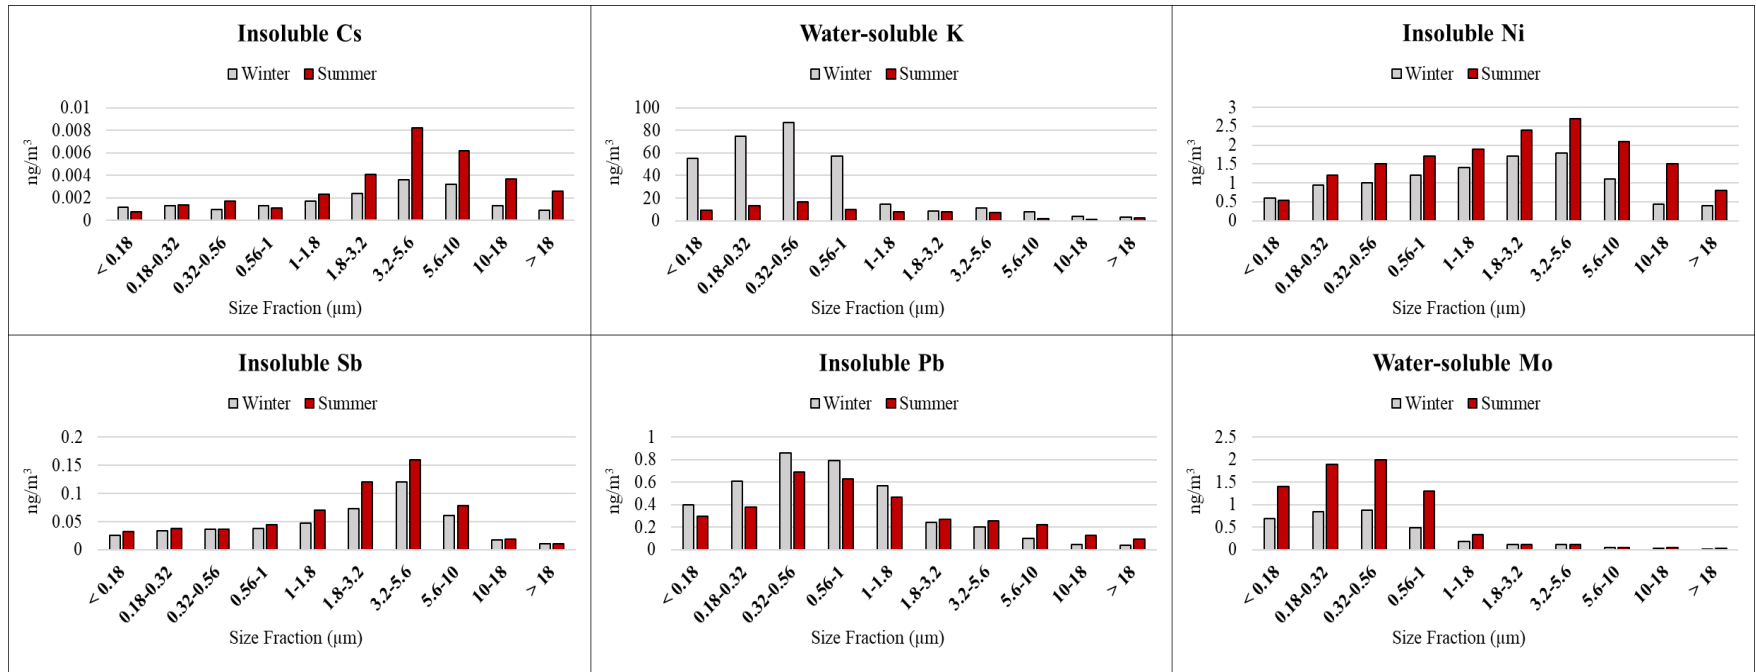 Insoluble Cs
Winter Summer
0.01
0.008
0.006
0.004
0.002
0
ng/m³
< 0.18 0.18-0.32 0.32-0.56 0.56-1 1-1.8 1.8-3.2 3.2-5.6 5.6-10 10-18 > 18
Size Fraction (µm)
Water-soluble K
Winter Summer
100
80
60
40
20
0
ng/m³
< 0.18 0.18-0.32 0.32-0.56 0.56-1 1-1.8 1.8-3.2 3.2-5.6 5.6-10 10-18 > 18
Size Fraction (µm)
Insoluble Ni
Winter Summer
3
2.5
2
1.5
1
0.5
0
ng/m³
< 0.18 0.18-0.32 0.32-0.56 0.56-1 1-1.8 1.8-3.2 3.2-5.6 5.6-10 10-18 > 18
Size Fraction (µm)
Insoluble Sb
Winter Summer
0.2
0.15
0.1
0.05
0
ng/m³
< 0.18 0.18-0.32 0.32-0.56 0.56-1 1-1.8 1.8-3.2 3.2-5.6 5.6-10 10-18 > 18
Size Fraction (µm)
Insoluble Pb
Winter Summer
1
0.8
0.6
0.4
0.2
0
ng/m³
< 0.18 0.18-0.32 0.32-0.56 0.56-1 1-1.8 1.8-3.2 3.2-5.6 5.6-10 10-18 > 18
Size Fraction (µm)
Water-soluble Mo
Winter Summer
2.5
2
1.5
1
0.5
0
ng/m³
< 0.18 0.18-0.32 0.32-0.56 0.56-1 1-1.8 1.8-3.2 3.2-5.6 5.6-10 10-18 > 18
Size Fraction (µm)